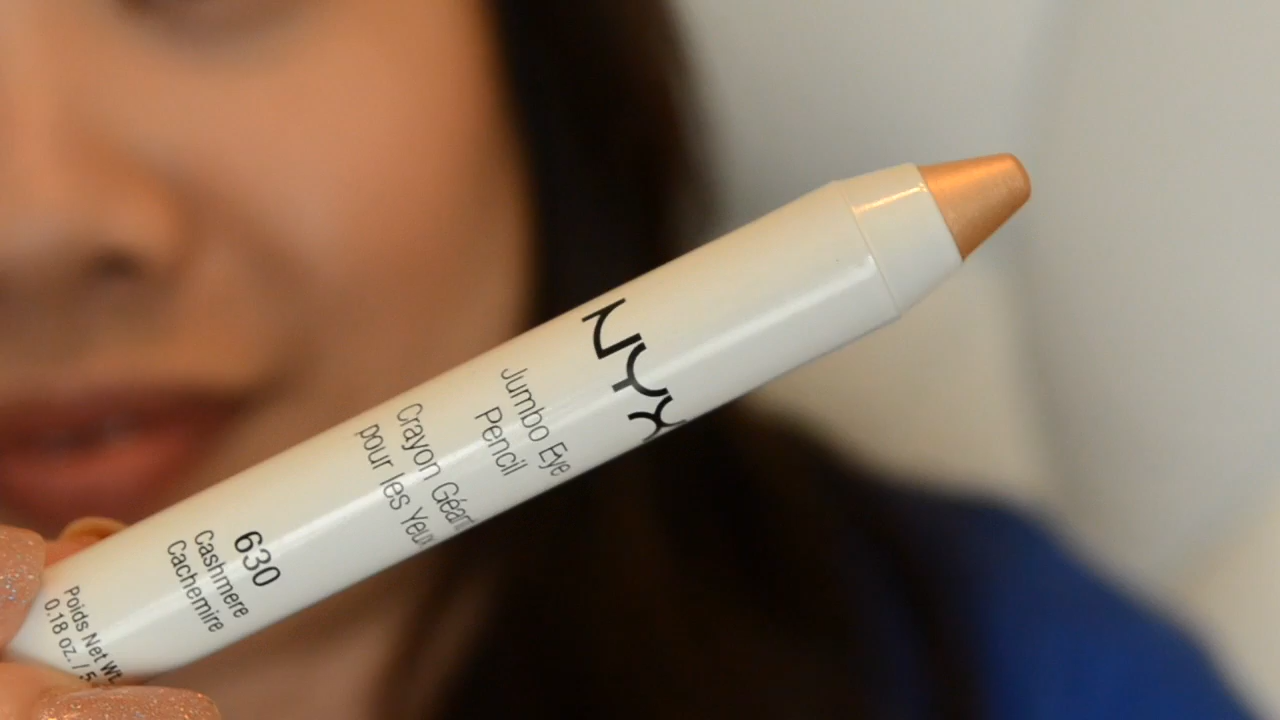 NYX
Jumbo Eye
Pencil
Crayon Géant
pour les Yeux
630
Cashmere
Cachemire
Poids Net Wt.
0.18 oz. / 5